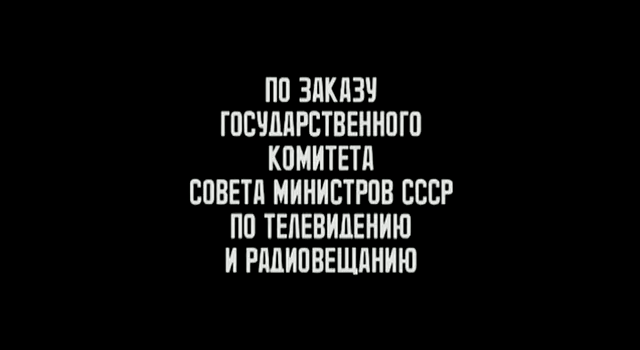 ПО ЗАКАЗУ
ГОСУДАРСТВЕННОГО
КОМИТЕТА
СОВЕТА МИНИСТРОВ СССР
ПО ТЕЛЕВИДЕНИЮ
И РАДИОВЕЩАНИЮ